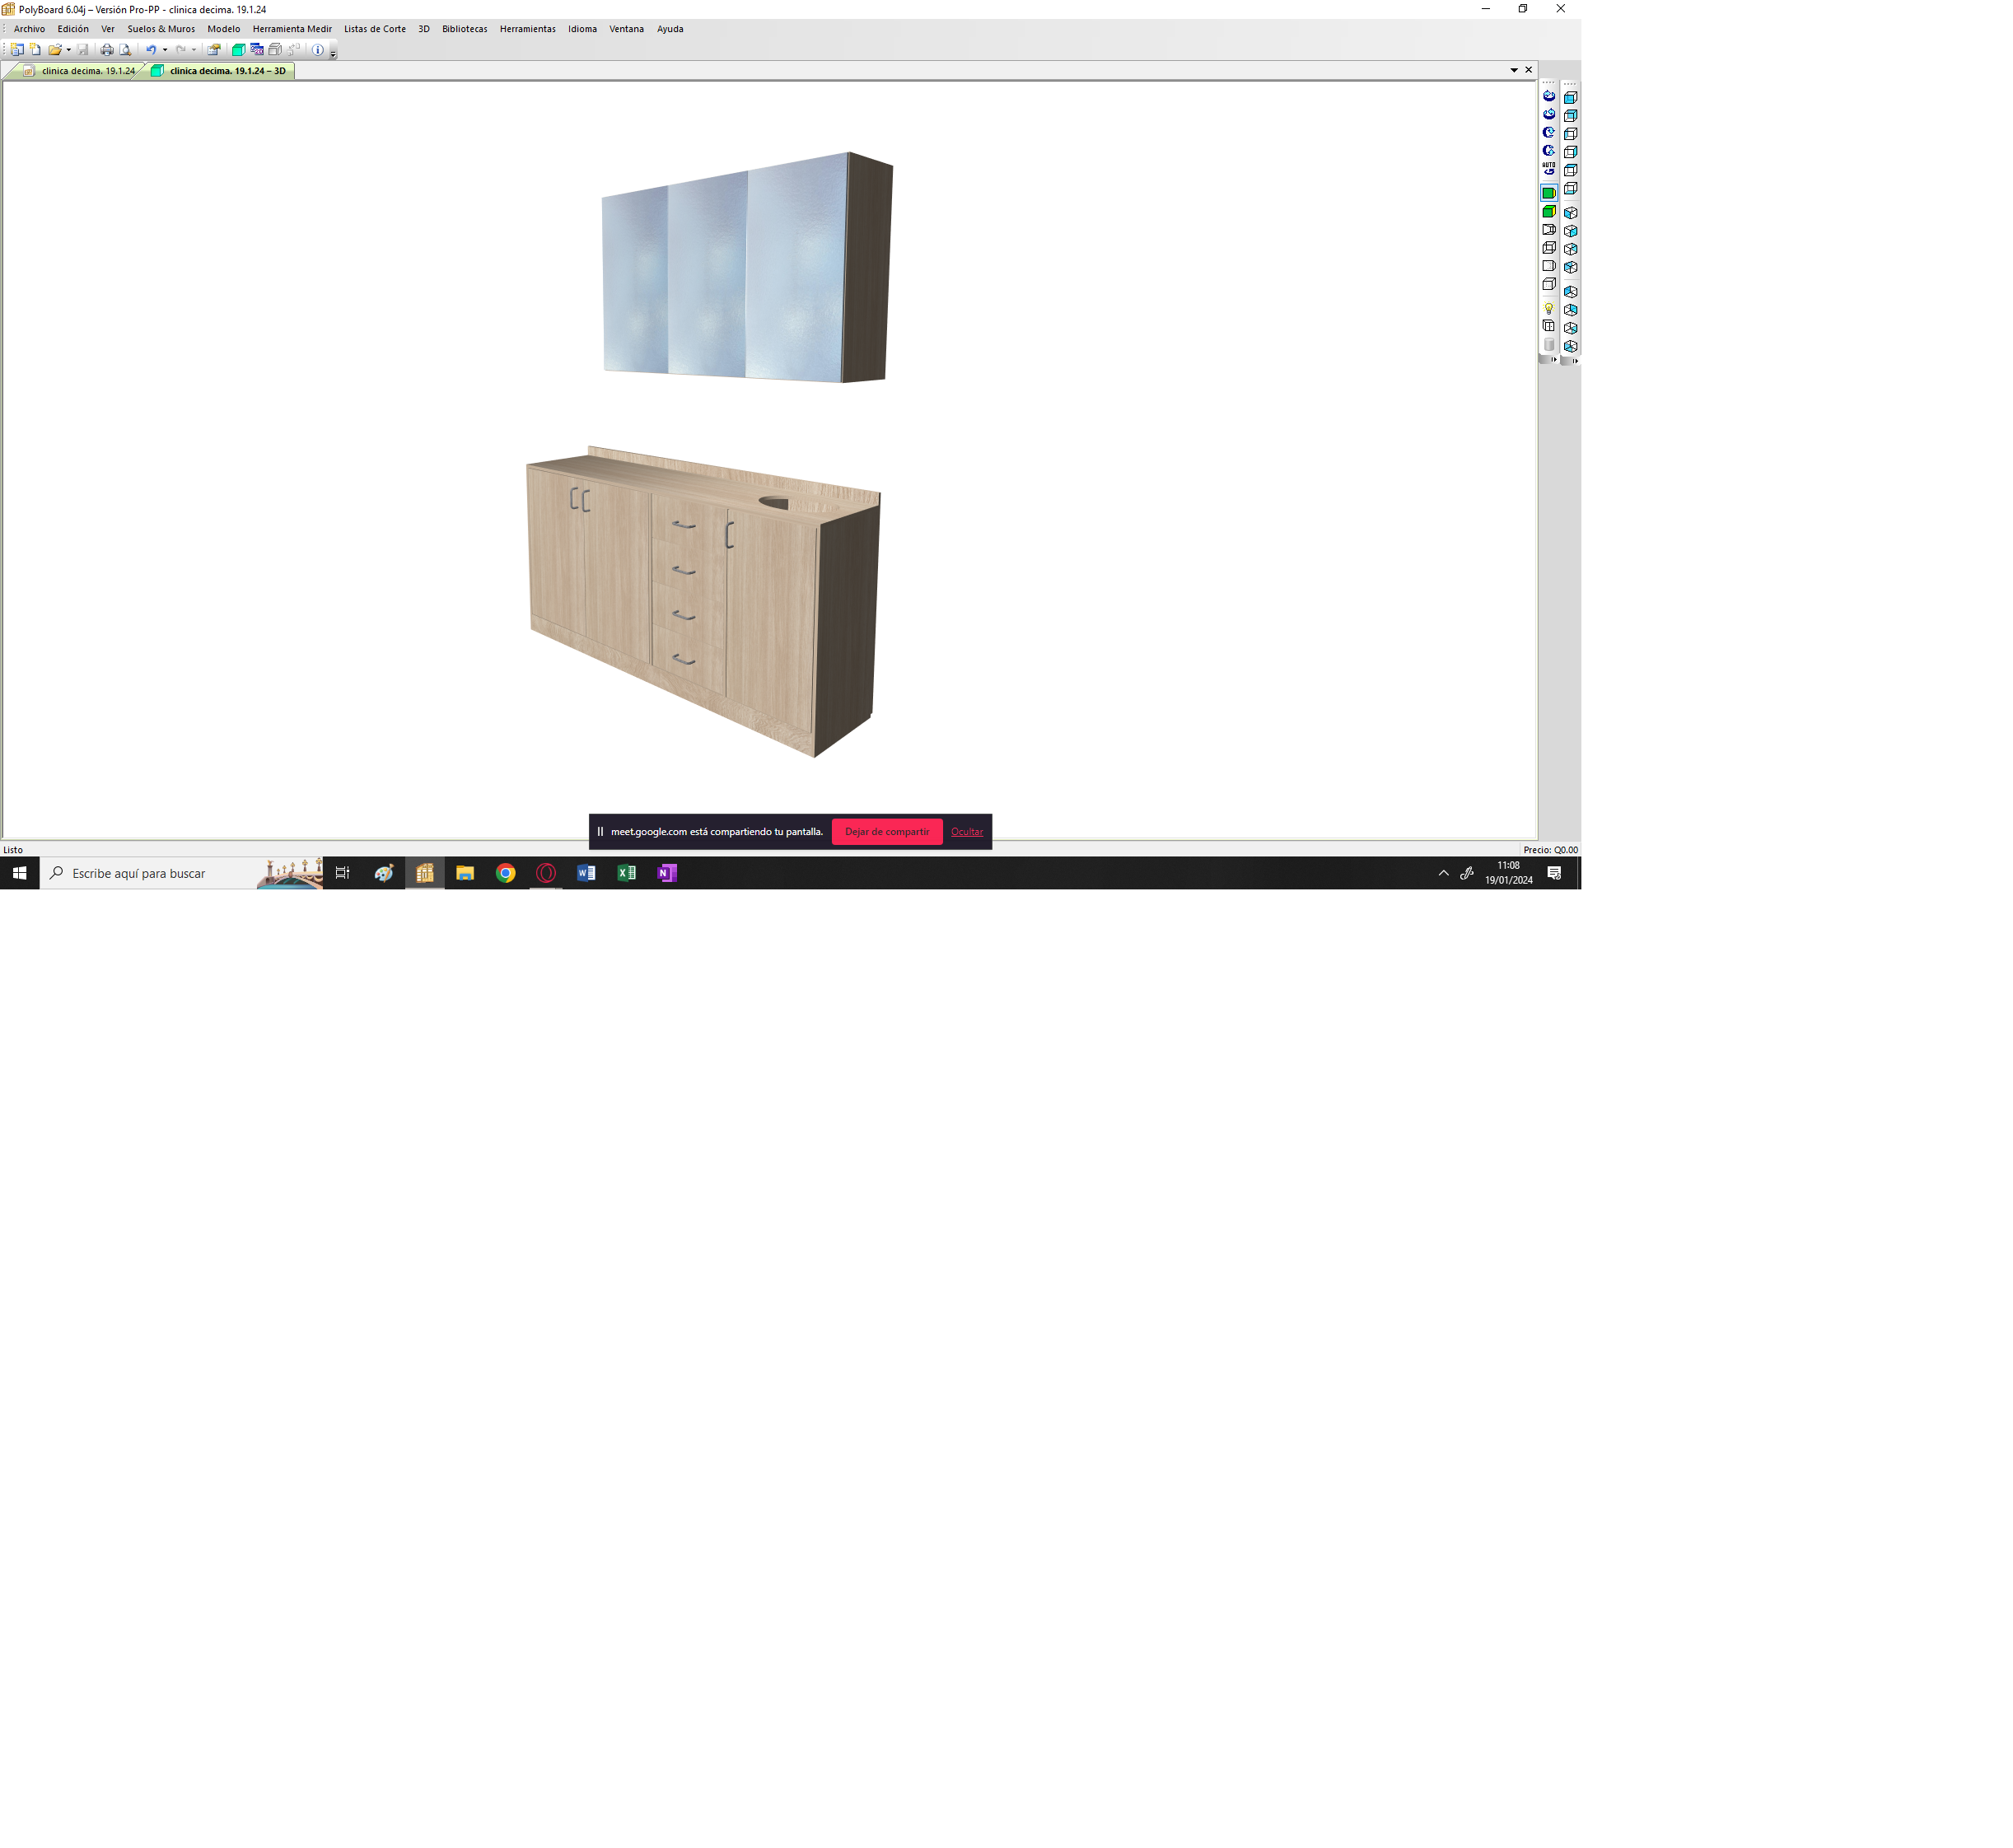 PolyBoard 6.04j – Versión Pro-PP - clinica decima. 19.1.24
Archivo Edición Ver Suelos & Muros Modelo Herramienta Medir Listas de Corte 3D Bibliotecas Herramientas Idioma Ventana Ayuda
clinica decima. 19.1.24 clinica decima. 19.1.24 – 3D
AUTO
meet.google.com está compartiendo tu pantalla. Dejar de compartir Ocultar
Listo Precio: Q0.00
Escribe aquí para buscar
11:08
19/01/2024